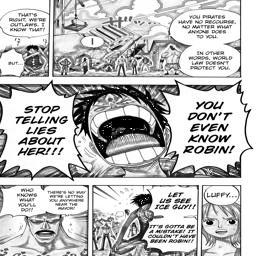 YOU PIRATES
HAVE NO
RECOURSE,
NO MATTER
WHAT ANYONE
DOES
TO YOU.
IN OTHER
WORDS, WORLD
LAW DOESN'T
PROTECT YOU.
THAT'S
RIGHT, WE'RE
OUTLAWS. I
KNOW THAT!
BUT...
YOU
DON'T
EVEN
KNOW
ROBIN!
STOP
TELLING
LIES
ABOUT
HER!!!
LUFFY...
LET
US SEE
ICE GUY!!
IT'S GOTTA BE
A MISTAKE! IT
COULDN'T HAVE
BEEN ROBIN!!
THERE'S NO WAY
WE'RE LETTING
YOU ANYWHERE
NEAR THE
MAYOR!
WHO
KNOWS
WHAT
YOU'LL
DO!!